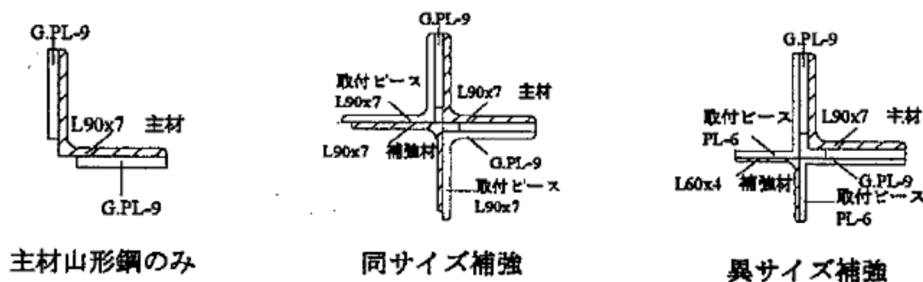 G.PL-9
L90x7 主材
G.PL-9
主材山形鋼のみ
G.PL-9
取付ピース
L90x7
L90x7 主材
L90x7 補強材
G.PL-9
取付ピース
L90x7
同サイズ補強
G.PL-9
L90x7 主材
取付ピース
PL-6
L60x4 補強材
G.PL-9
取付ピース
PL-6
異サイズ補強